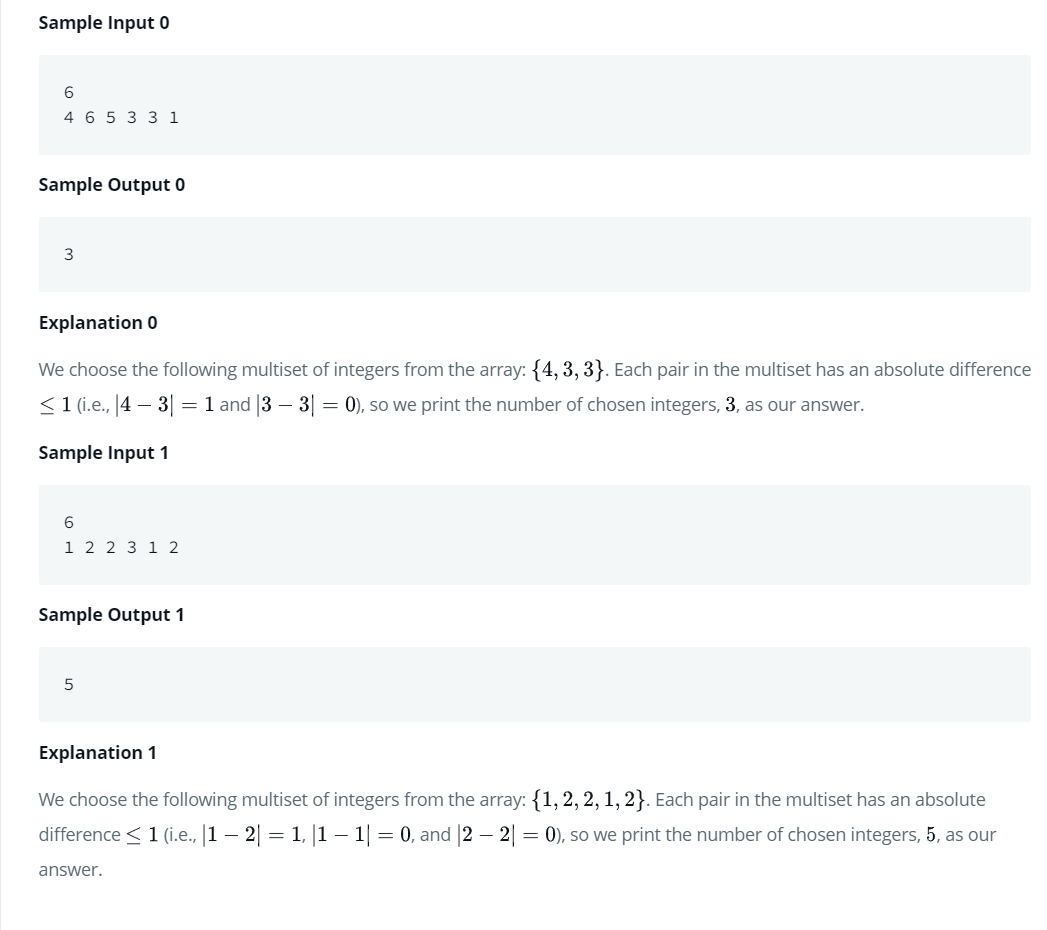 Sample Input 0
6
4 6 5 3 3 1
Sample Output 0
3
Explanation 0
We choose the following multiset of integers from the array: {4, 3, 3}. Each pair in the multiset has an absolute difference
≤ 1 (i.e., |4 − 3| = 1 and |3 − 3| = 0), so we print the number of chosen integers, 3, as our answer.
Sample Input 1
6
1 2 2 3 1 2
Sample Output 1
5
Explanation 1
We choose the following multiset of integers from the array: {1, 2, 2, 1, 2}. Each pair in the multiset has an absolute
difference ≤ 1 (i.e., |1 − 2| = 1, |1 − 1| = 0, and |2 − 2| = 0), so we print the number of chosen integers, 5, as our
answer.